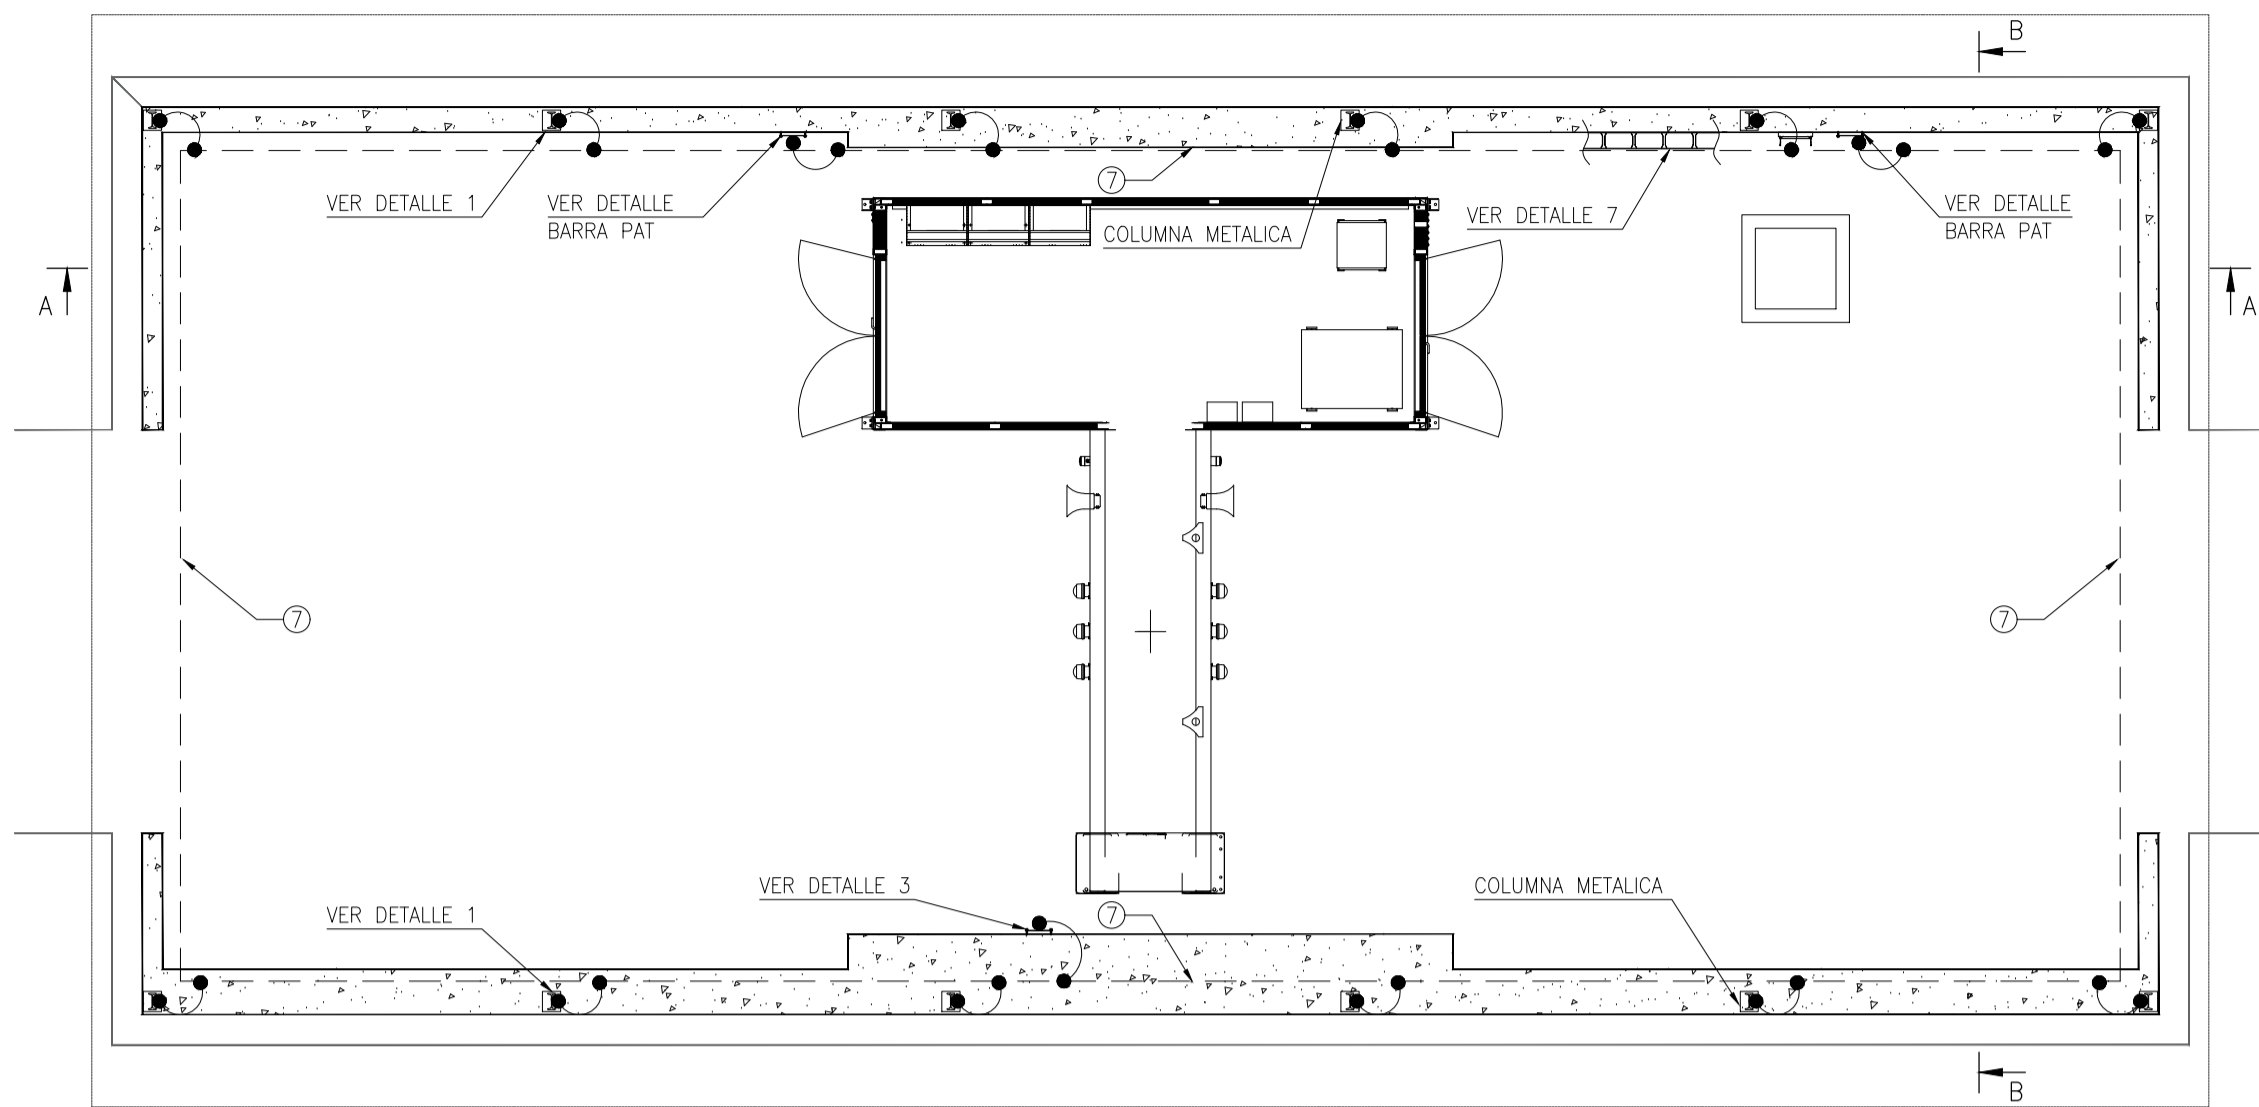 B
7
VER DETALLE 1
VER DETALLE
BARRA PAT
COLUMNA METALICA
VER DETALLE 7
VER DETALLE
BARRA PAT
A
A
7
7
VER DETALLE 3
7
COLUMNA METALICA
VER DETALLE 1
B